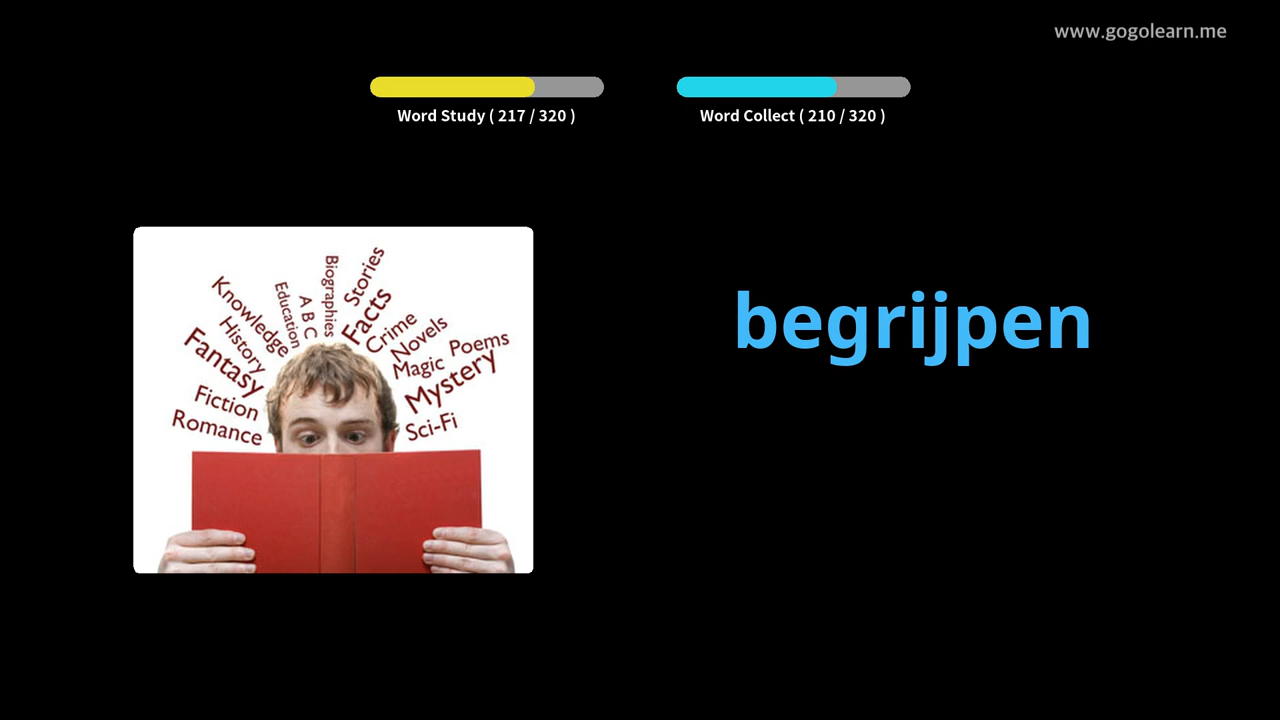 www.gogolearn.me
Word Study ( 217 / 320 )
Word Collect ( 210 / 320 )
Biographies
Stories
Education
A B C
Facts
Knowledge
Crime
History
Novels
Fantasy
Magic
Poems
Mystery
Fiction
Romance
Sci-Fi
begrijpen